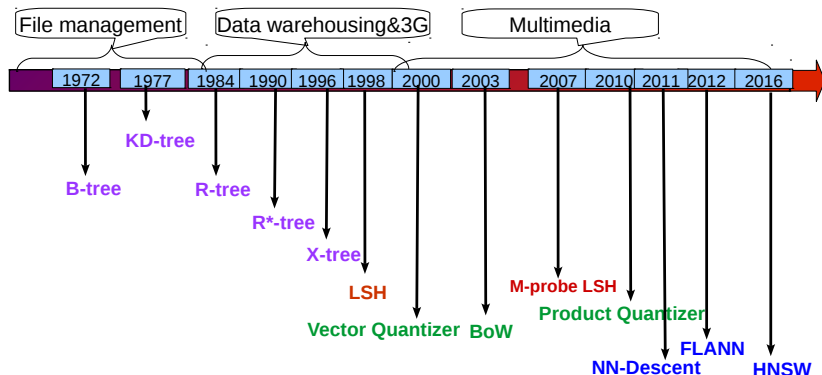 File management
Data warehousing&3G
Multimedia
1972
1977
1984
1990
1996
1998
2000
2003
2007
2010
2011
2012
2016
KD-tree
B-tree
R-tree
R*-tree
X-tree
LSH
M-probe LSH
Product Quantizer
Vector Quantizer
BoW
FLANN
NN-Descent
HNSW